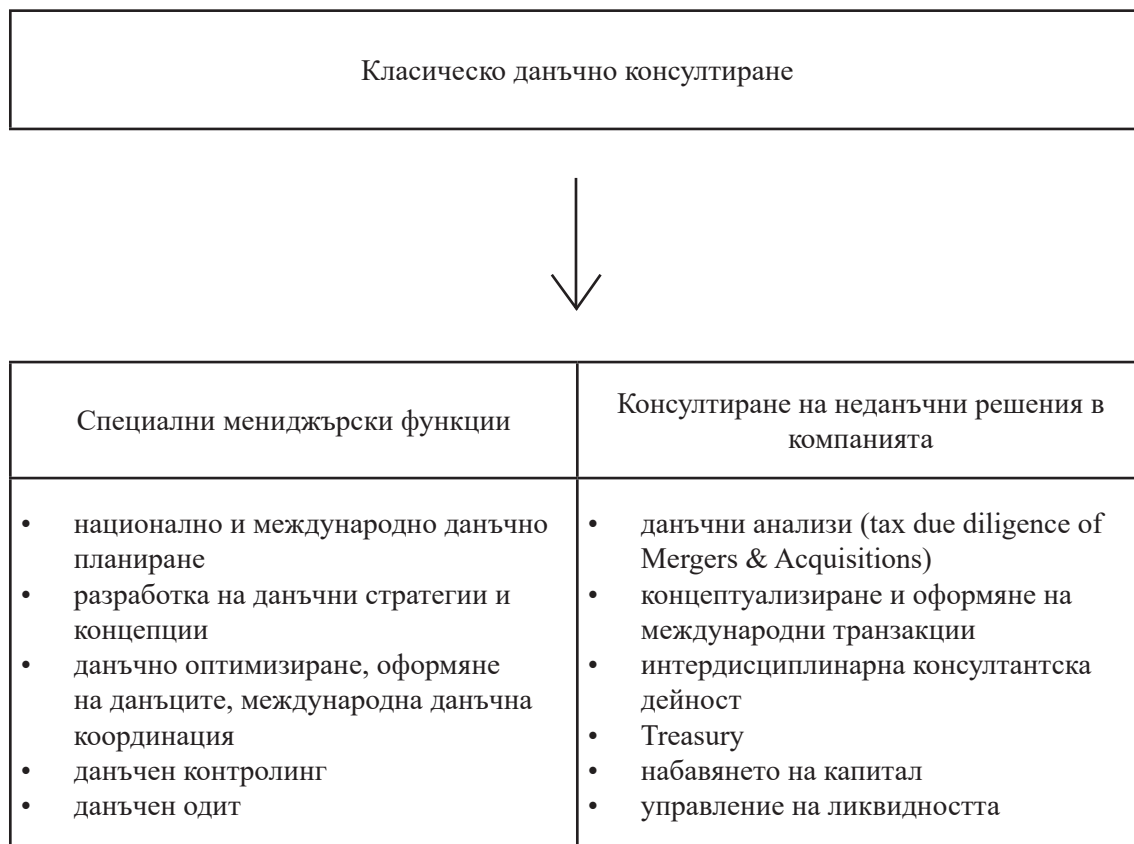 Класическо данъчно консултиране
Специални мениджърски функции
Консултиране на неданъчни решения в
компанията
• национално и международно данъчно
планиране
• разработка на данъчни стратегии и
концепции
• данъчно оптимизиране, оформяне
на данъците, международна данъчна
координация
• данъчен контролинг
• данъчен одит
• данъчни анализи (tax due diligence of
Mergers & Acquisitions)
• концептуализиране и оформяне на
международни транзакции
• интердисциплинарна консултантска
дейност
• Treasury
• набавянето на капитал
• управление на ликвидността